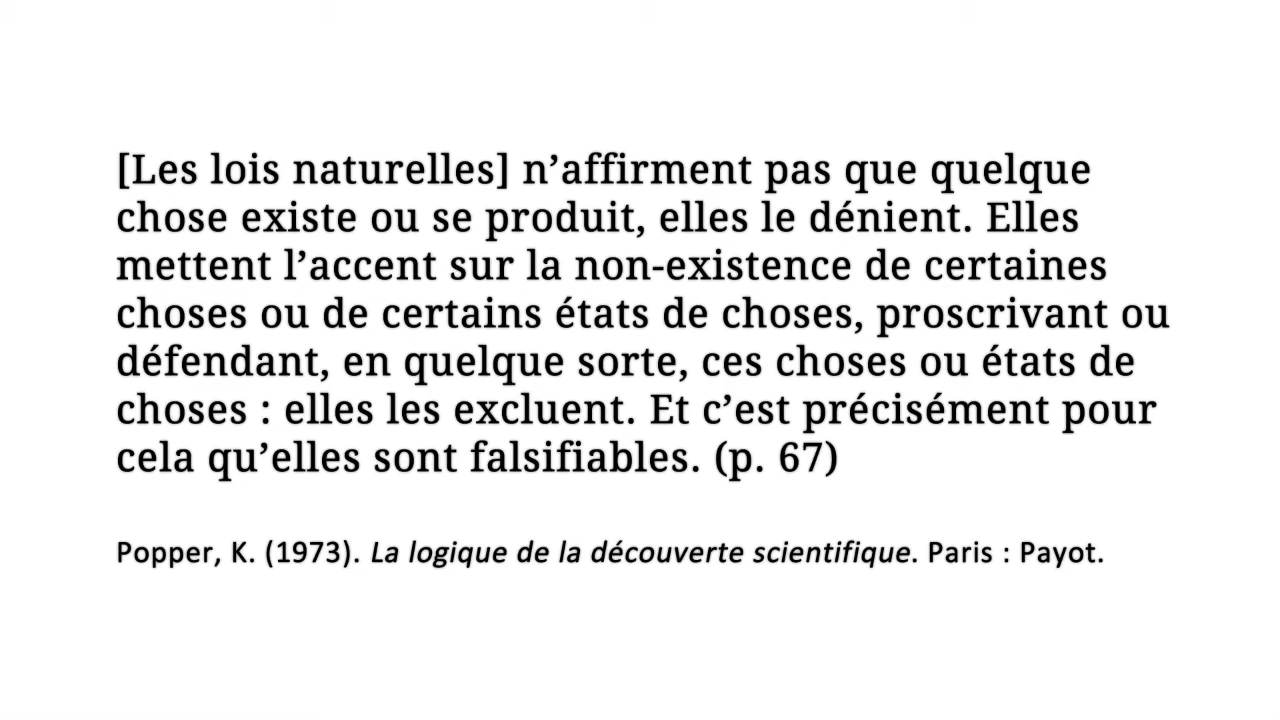 [Les lois naturelles] n’affirment pas que quelque
chose existe ou se produit, elles le dénient. Elles
mettent l’accent sur la non-existence de certaines
choses ou de certains états de choses, proscrivant ou
défendant, en quelque sorte, ces choses ou états de
choses : elles les excluent. Et c’est précisément pour
cela qu’elles sont falsifiables. (p. 67)
Popper, K. (1973). La logique de la découverte scientifique. Paris : Payot.